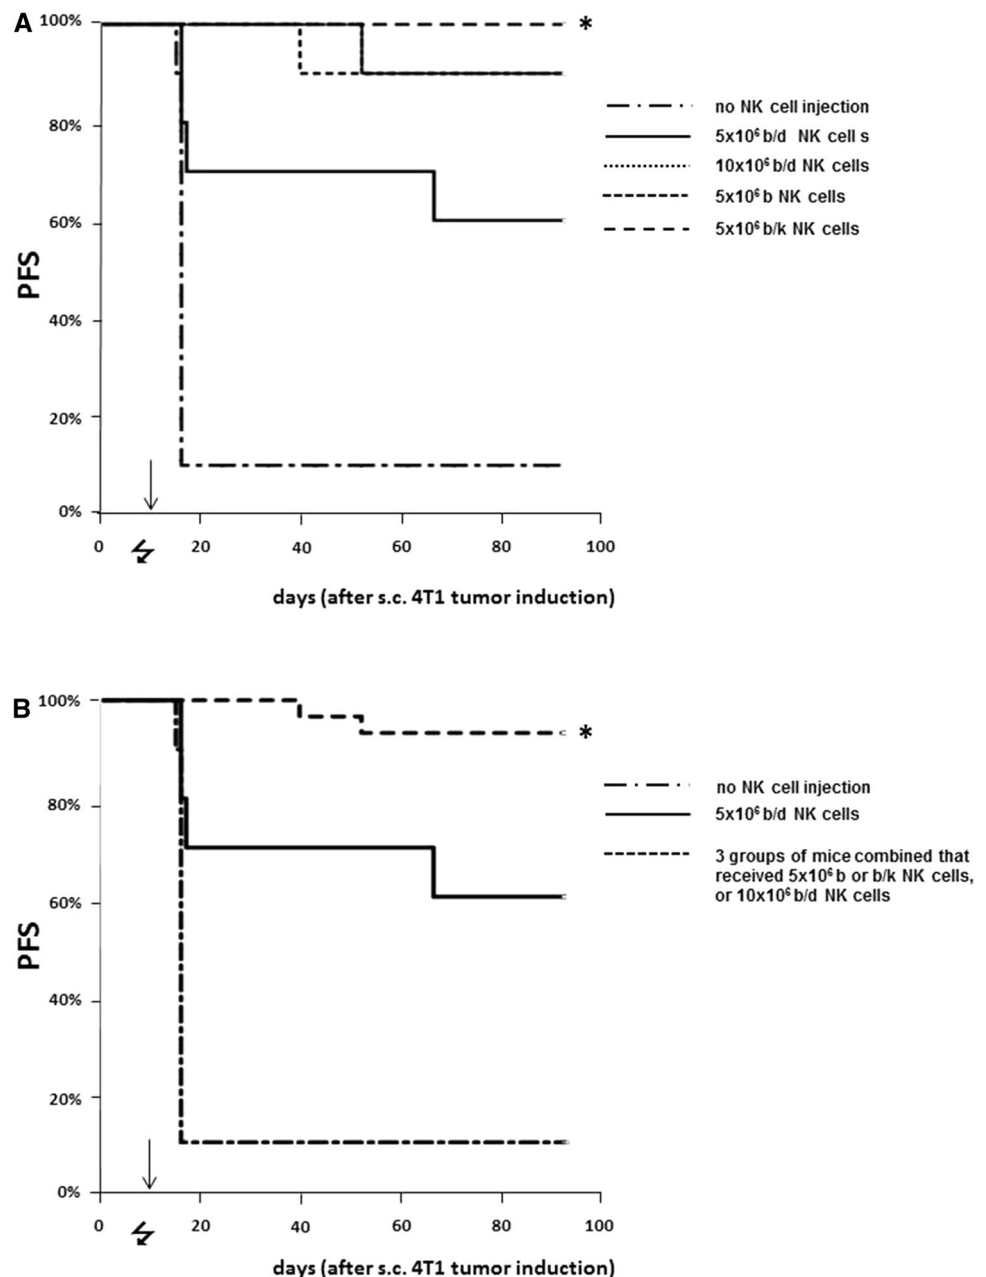 A
100%
80%
60%
40%
20%
0%
PFS
*
0 20 40 60 80 100
days (after s.c. 4T1 tumor induction)
no NK cell injection
5x10⁶ b/d NK cell s
10x10⁶ b/d NK cells
5x10⁶ b NK cells
5x10⁶ b/k NK cells
B
100%
80%
60%
40%
20%
0%
PFS
*
0 20 40 60 80 100
days (after s.c. 4T1 tumor induction)
no NK cell injection
5x10⁶ b/d NK cells
3 groups of mice combined that
received 5x10⁶ b or b/k NK cells,
or 10x10⁶ b/d NK cells